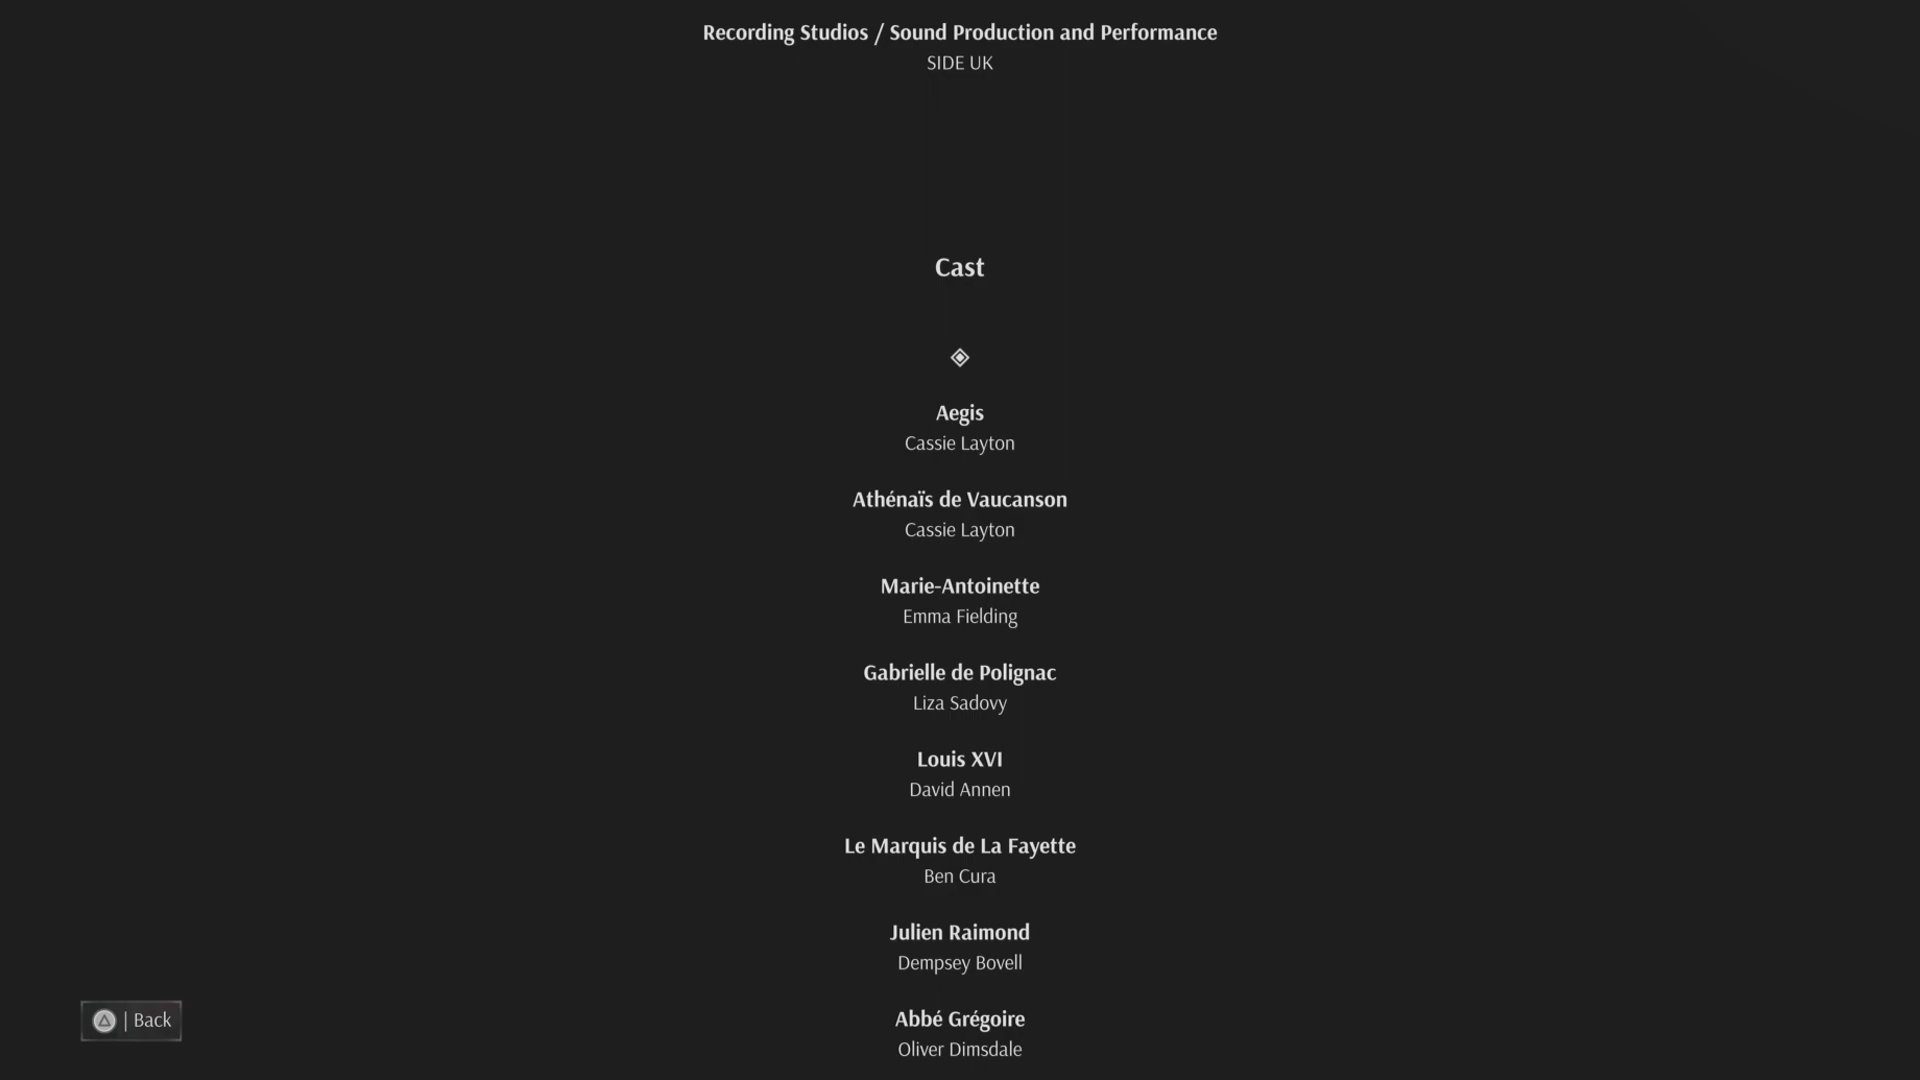 Recording Studios / Sound Production and Performance
SIDE UK
Cast
Aegis
Cassie Layton
Athénaïs de Vaucanson
Cassie Layton
Marie-Antoinette
Emma Fielding
Gabrielle de Polignac
Liza Sadovy
Louis XVI
David Annen
Le Marquis de La Fayette
Ben Cura
Julien Raimond
Dempsey Bovell
Abbé Grégoire
Oliver Dimsdale
| Back